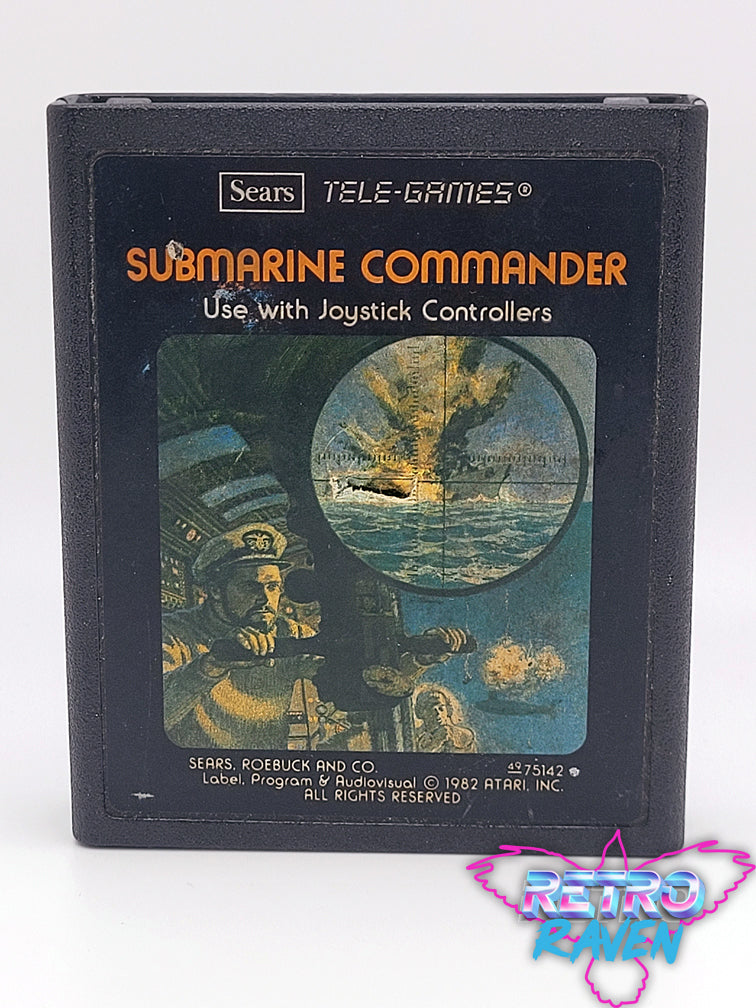 Sears TELE-GAMES®
SUBMARINE COMMANDER
Use with Joystick Controllers
SEARS, ROEBUCK AND CO. 49 75142
Label, Program & Audiovisual © 1982 ATARI, INC.
ALL RIGHTS RESERVED
RETRO
RAVEN